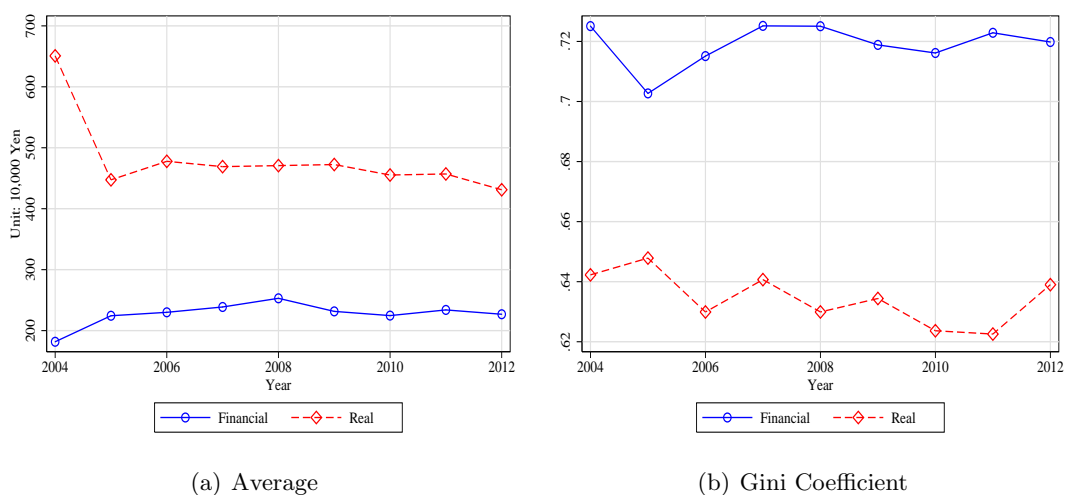 Unit: 10,000 Yen
700
600
500
400
300
200
2004 2006 2008 2010 2012
Year
Financial Real
(a) Average
.72
.7
.68
.66
.64
.62
2004 2006 2008 2010 2012
Year
Financial Real
(b) Gini Coefficient